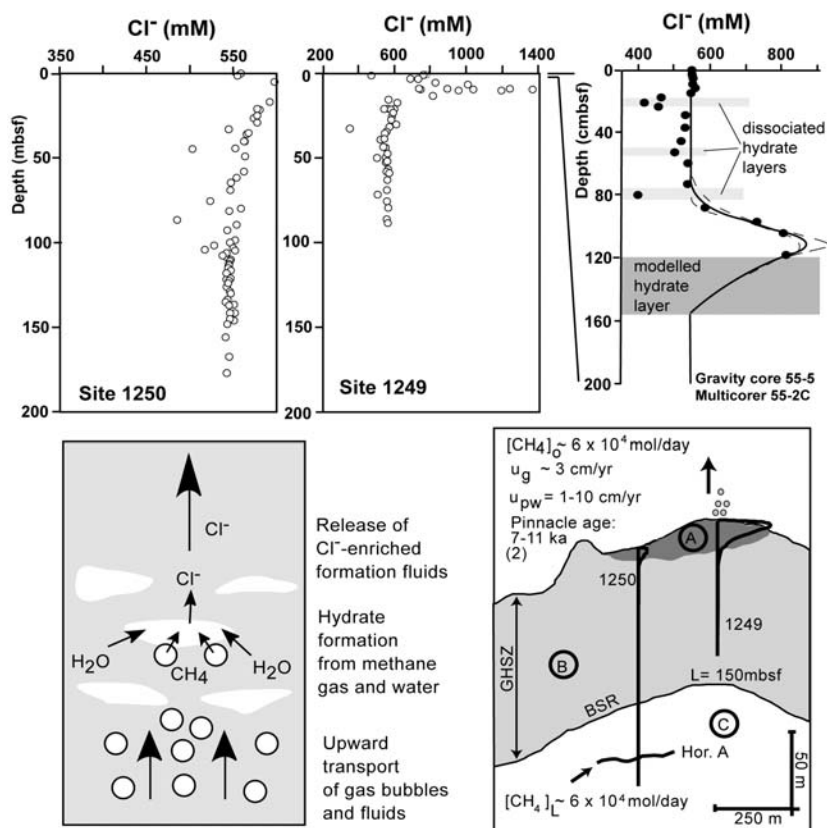 Cl⁻ (mM)
350 450 550
0
50
100
150
200
Depth (mbsf)
Site 1250
Cl⁻ (mM)
200 600 1000 1400
0
50
100
150
200
Site 1249
Cl⁻ (mM)
400 600 800
0
40
80
120
160
200
Depth (cmbsf)
dissociated
hydrate
layers
modelled
hydrate
layer
Gravity core 55-5
Multicorer 55-2C
Cl⁻
Cl⁻
H₂O
CH₄
H₂O
Release of
Cl⁻-enriched
formation fluids
Hydrate
formation
from methane
gas and water
Upward
transport
of gas bubbles
and fluids
[CH4]ₒ~ 6 x 10⁴ mol/day
u_g ~ 3 cm/yr
u_pw = 1-10 cm/yr
Pinnacle age:
7-11 ka
(2)
A
1250
1249
GHSZ
B
L= 150mbsf
BSR
C
Hor. A
[CH₄]_L~ 6 x 10⁴mol/day
50 m
250 m